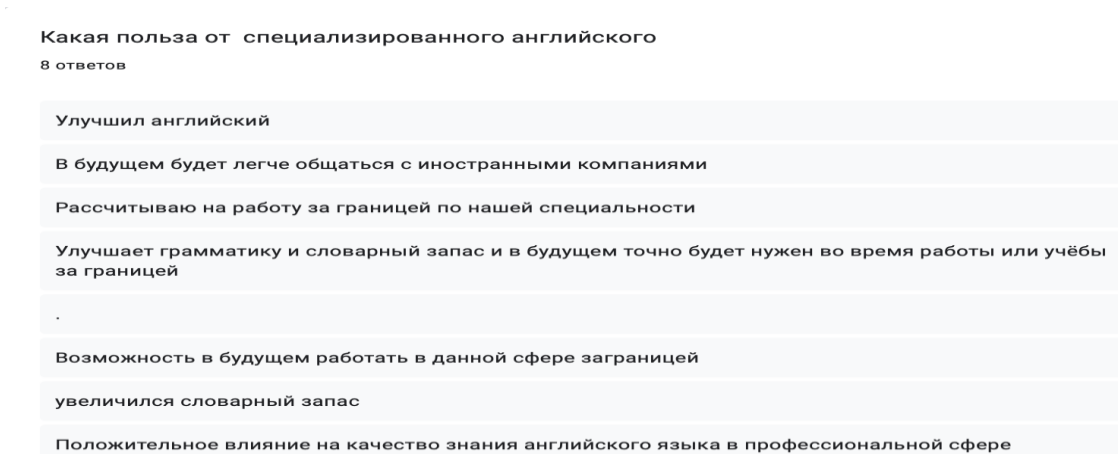 Какая польза от специализированного английского
8 ответов
Улучшил английский
В будущем будет легче общаться с иностранными компаниями
Рассчитываю на работу за границей по нашей специальности
Улучшает грамматику и словарный запас и в будущем точно будет нужен во время работы или учёбы
за границей
.
Возможность в будущем работать в данной сфере заграницей
увеличился словарный запас
Положительное влияние на качество знания английского языка в профессиональной сфере